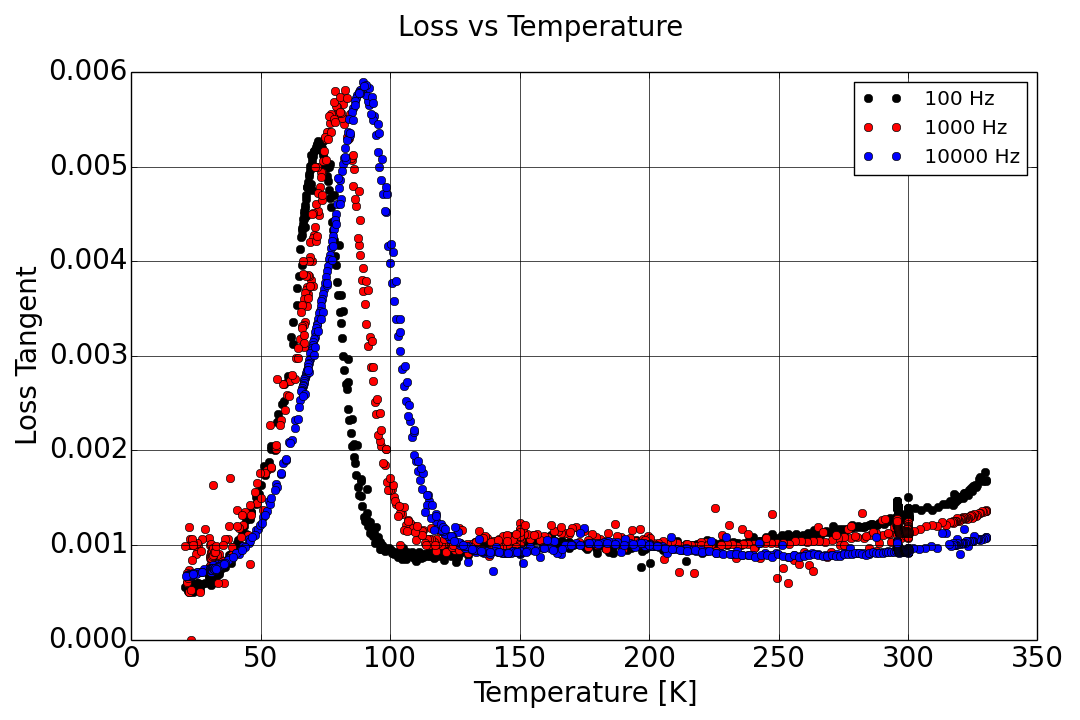 Loss vs Temperature
0.006
0.005
0.004
0.003
0.002
0.001
0.000
Loss Tangent
100 Hz
1000 Hz
10000 Hz
0 50 100 150 200 250 300 350
Temperature [K]